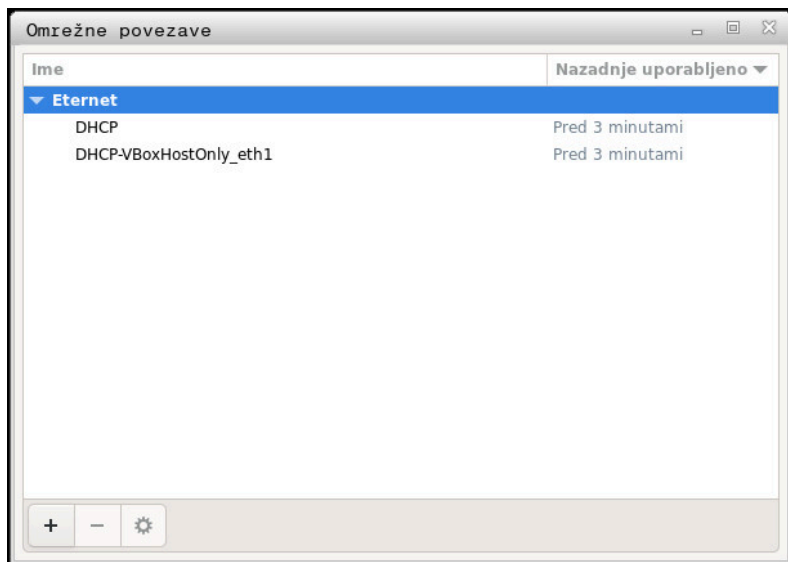 Omrežne povezave
Ime Nazadnje uporabljeno
Eternet
DHCP Pred 3 minutami
DHCP-VBoxHostOnly_eth1 Pred 3 minutami